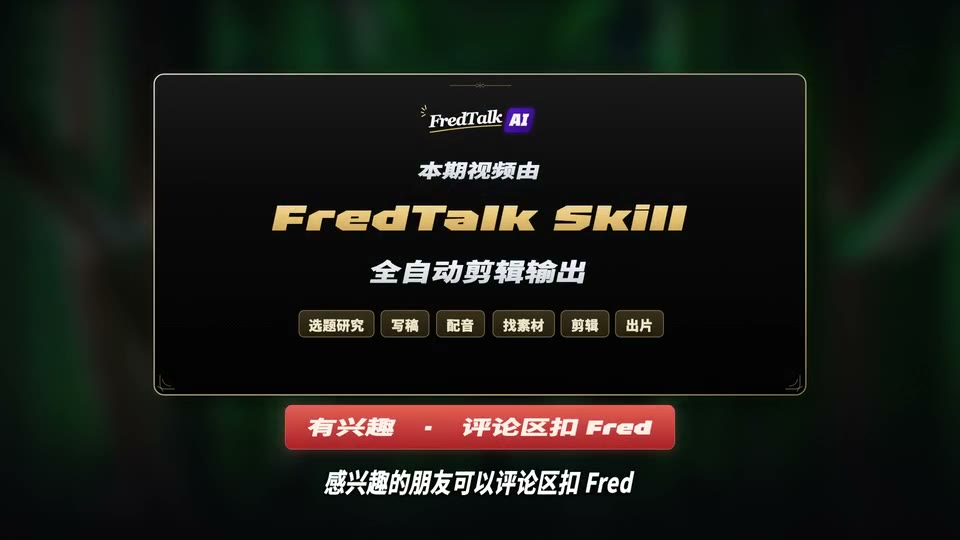 FredTalk AI
本期视频由
FredTalk Skill
全自动剪辑输出
选题研究 写稿 配音 找素材 剪辑 出片
有兴趣 · 评论区扣 Fred
感兴趣的朋友可以评论区扣 Fred